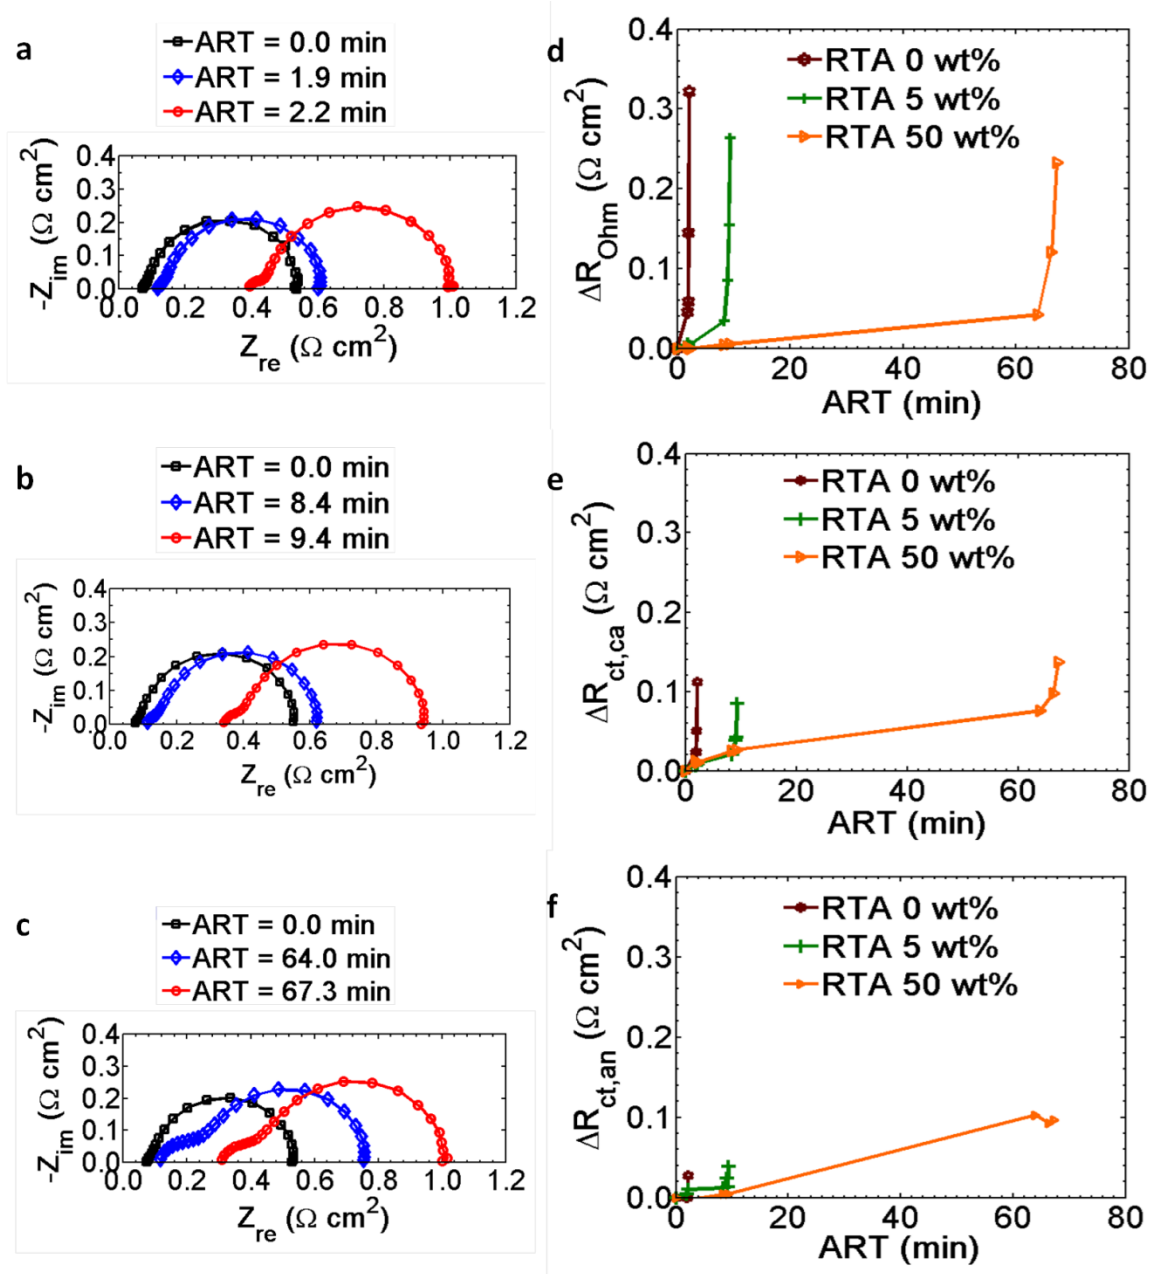 a
ART = 0.0 min
ART = 1.9 min
ART = 2.2 min
0.4
0.3
0.2
0.1
0.0
-Z_im (Ω cm²)
0.0 0.2 0.4 0.6 0.8 1.0 1.2
Z_re (Ω cm²)
b
ART = 0.0 min
ART = 8.4 min
ART = 9.4 min
0.4
0.3
0.2
0.1
0.0
-Z_im (Ω cm²)
0.2 0.4 0.6 0.8 1.0 1.2
Z_re (Ω cm²)
c
ART = 0.0 min
ART = 64.0 min
ART = 67.3 min
0.4
0.3
0.2
0.1
0.0
-Z_im (Ω cm²)
0.0 0.2 0.4 0.6 0.8 1.0 1.2
Z_re (Ω cm²)
d
RTA 0 wt%
RTA 5 wt%
RTA 50 wt%
0.4
0.3
0.2
0.1
0.0
ΔR_Ohm (Ω cm²)
0 20 40 60 80
ART (min)
e
RTA 0 wt%
RTA 5 wt%
RTA 50 wt%
0.4
0.3
0.2
0.1
0.0
ΔR_ct,ca (Ω cm²)
0 20 40 60 80
ART (min)
f
RTA 0 wt%
RTA 5 wt%
RTA 50 wt%
0.4
0.3
0.2
0.1
0.0
ΔR_ct,an (Ω cm²)
0 20 40 60 80
ART (min)